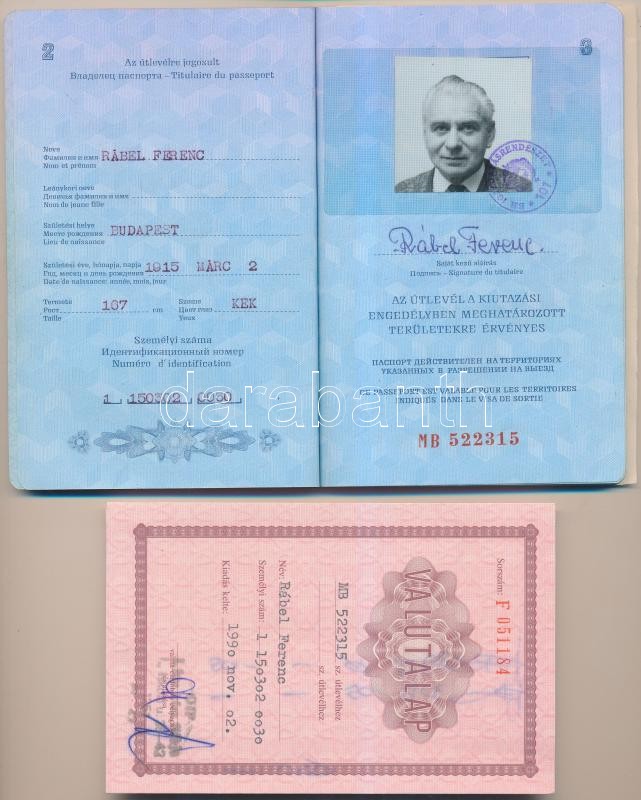 2
Az útlevélre jogosult
Владелец паспорта – Titulaire du passeport
Neve
Фамилия и имя
Nom et prénom
RÁBEL FERENC
Leánykori neve
Девичья фамилия и имя
Nom de jeune fille
Születési helye
Место рождения
Lieu de naissance
BUDAPEST
Születési éve, hónapja, napja
Год, месяц и день рождения
Date de naissance: année, mois, jour
1915 MÁRC 2
Termete
Рост
Taille
167 cm
Szeme
Цвет глаз
Yeux
KEK
Személyi száma
Идентификационный номер
Numéro d'identification
1 150302 0030
3
Rábel Ferenc.
Saját kezű aláírás
Подпись – Signature du titulaire
AZ ÚTLEVÉL A KIUTAZÁSI
ENGEDÉLYBEN MEGHATÁROZOTT
TERÜLETEKRE ÉRVÉNYES
ПАСПОРТ ДЕЙСТВИТЕЛЕН НА ТЕРРИТОРИЯХ
УКАЗАННЫХ В РАЗРЕШЕНИИ НА ВЫЕЗД
CE PASSEPORT EST VALABLE POUR LES TERRITOIRES
INDIQUÉS DANS LE VISA DE SORTIE
MB 522315
darabanth
Sorszám: F 051184
VALUTALAP
MB 522315 sz. útlevélhez
sz. útlevélhez
Név: Rábel Ferenc
Személyi szám: 1 150302 0030
Kiadás kelte: 1990 nov. 02.